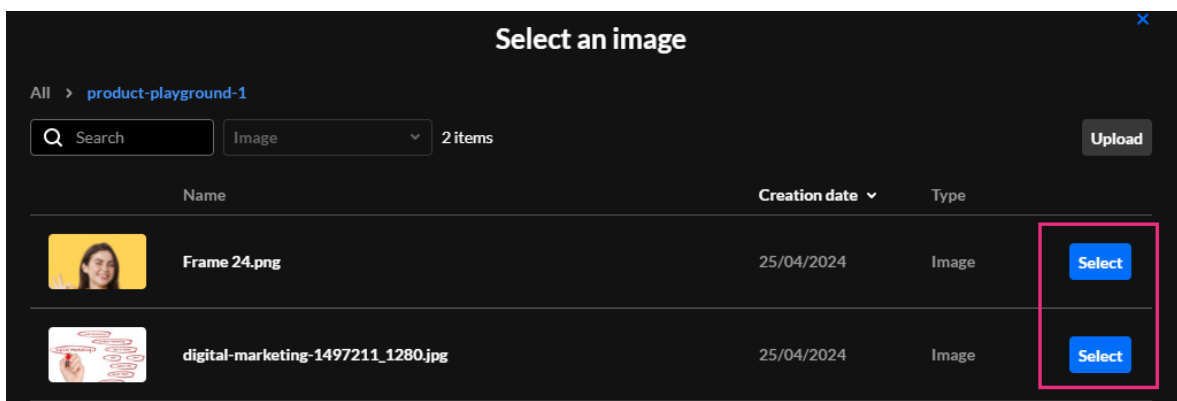 Select an image
All > product-playground-1
Search Image 2 items Upload
Name Creation date Type
Frame 24.png 25/04/2024 Image Select
digital-marketing-1497211_1280.jpg 25/04/2024 Image Select